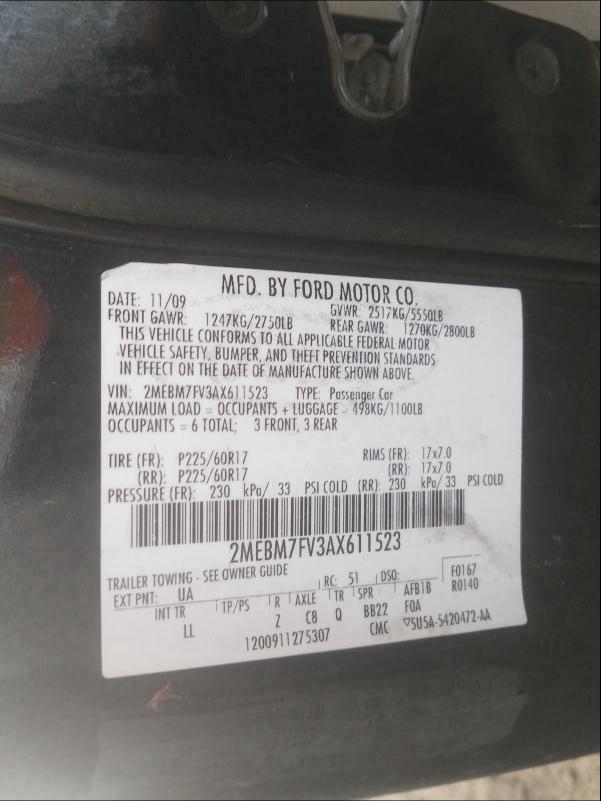 MFD. BY FORD MOTOR CO.
DATE: 11/09 GVWR: 2517KG/5550LB
FRONT GAWR: 1247KG/2750LB REAR GAWR: 1270KG/2800LB
THIS VEHICLE CONFORMS TO ALL APPLICABLE FEDERAL MOTOR
VEHICLE SAFETY, BUMPER, AND THEFT PREVENTION STANDARDS
IN EFFECT ON THE DATE OF MANUFACTURE SHOWN ABOVE.
VIN: 2MEBM7FV3AX611523 TYPE: Passenger Car
MAXIMUM LOAD = OCCUPANTS + LUGGAGE = 498KG/1100LB
OCCUPANTS = 6 TOTAL; 3 FRONT, 3 REAR
TIRE (FR): P225/60R17 RIMS (FR): 17x7.0
(RR): P225/60R17 (RR): 17x7.0
PRESSURE (FR): 230 kPa/ 33 PSI COLD (RR): 230 kPa/ 33 PSI COLD
2MEBM7FV3AX611523
TRAILER TOWING - SEE OWNER GUIDE
EXT PNT: UA RC: 51 DSO: F0167
R0140
INT TR TP/PS R AXLE TR SPR AFB1B
LL Z C8 Q BB22 F0A
1200911275307 CMC ▽5U5A-5420472-AA